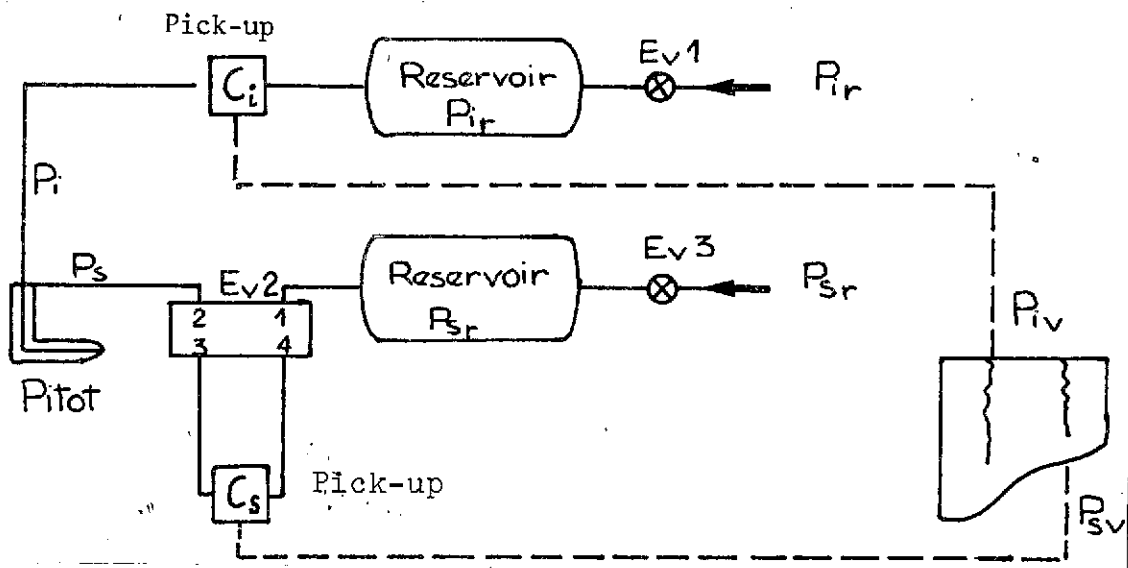 Pick-up
Ci
Reservoir
Pir
Ev1
Pir
Pi
Ps
Ev2
2 1
3 4
Reservoir
Psr
Ev3
Psr
Pitot
Piv
Cs
Pick-up
Psv